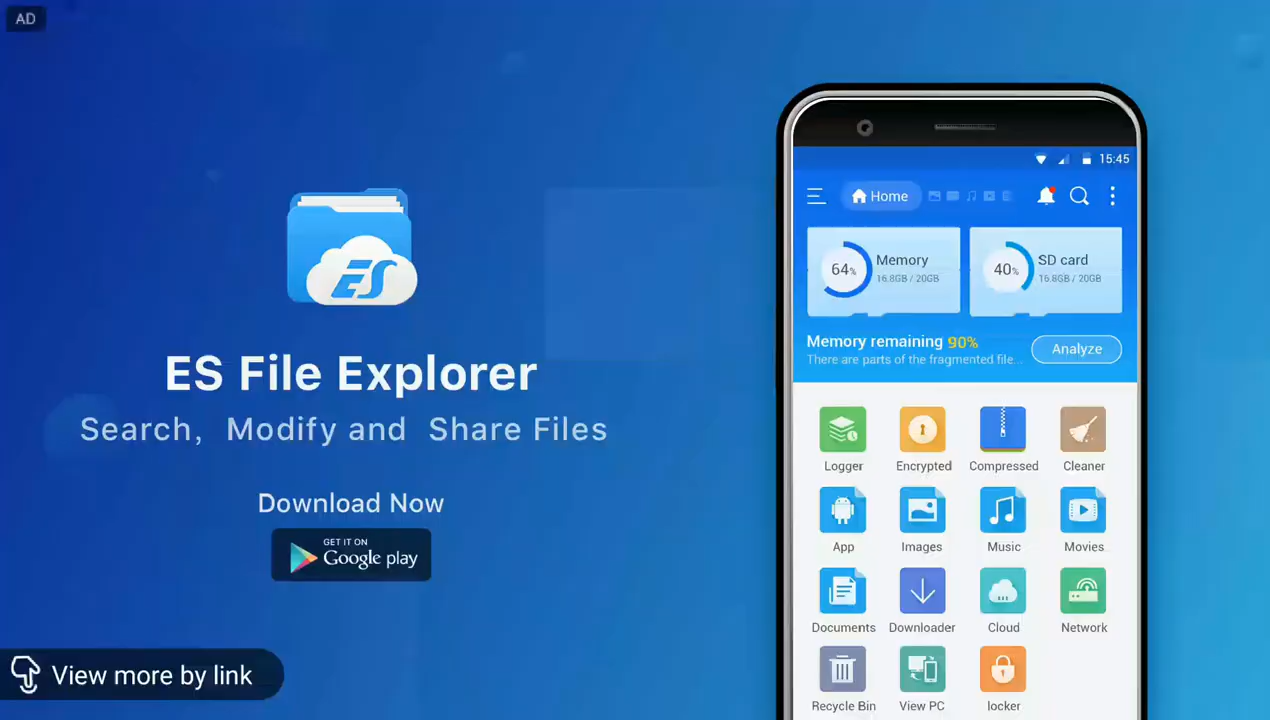 AD
ES
ES File Explorer
Search, Modify and Share Files
Download Now
GET IT ON
Google play
View more by link
15:45
Home
64%
Memory
16.8GB / 20GB
40%
SD card
16.8GB / 20GB
Memory remaining 90%
There are parts of the fragmented file...
Analyze
Logger
Encrypted
Compressed
Cleaner
App
Images
Music
Movies
Documents
Downloader
Cloud
Network
Recycle Bin
View PC
locker